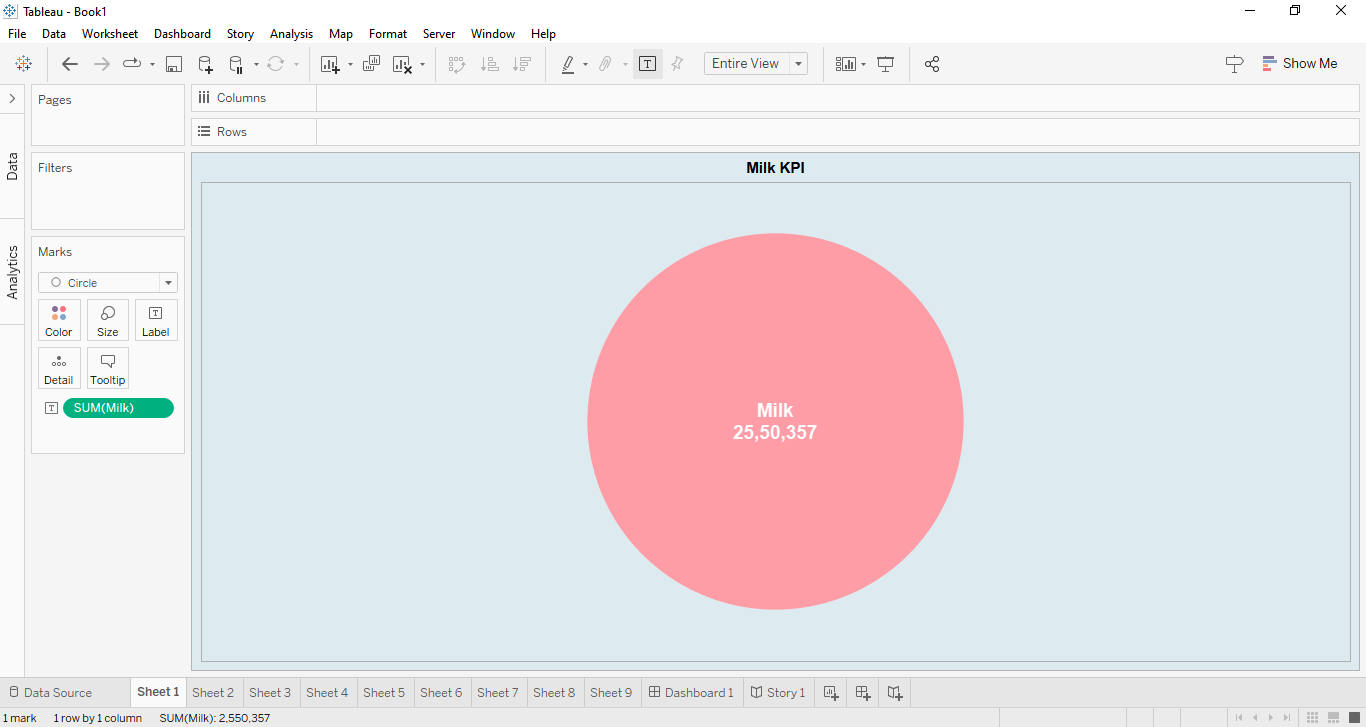 Tableau - Book1
File Data Worksheet Dashboard Story Analysis Map Format Server Window Help
Entire View
Show Me
Pages
Columns
Rows
Data
Analytics
Filters
Marks
Circle
Color Size Label
Detail Tooltip
SUM(Milk)
Milk KPI
Milk
25,50,357
Data Source Sheet 1 Sheet 2 Sheet 3 Sheet 4 Sheet 5 Sheet 6 Sheet 7 Sheet 8 Sheet 9 Dashboard 1 Story 1
1 mark 1 row by 1 column SUM(Milk): 2,550,357